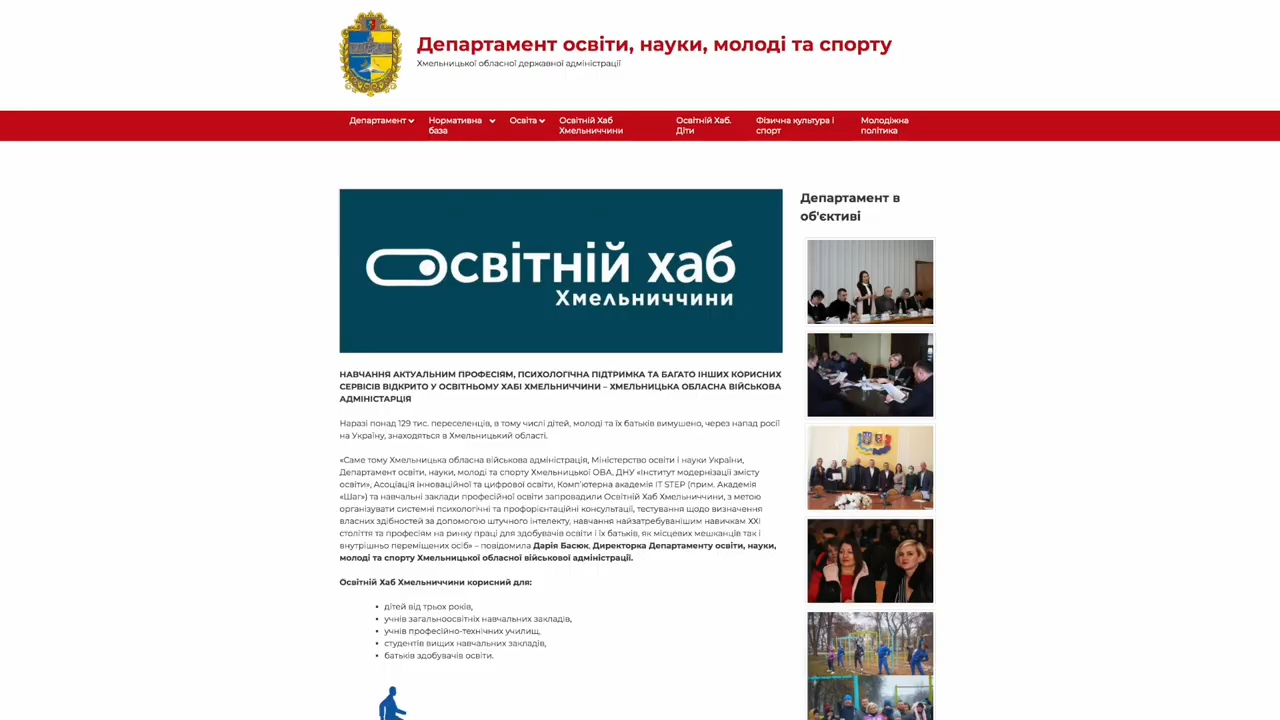 Департамент освіти, науки, молоді та спорту
Хмельницької обласної державної адміністрації
Департамент
Нормативна
база
Освіта
Освітній Хаб
Хмельниччини
Освітній Хаб.
Діти
Фізична культура і
спорт
Молодіжна
політика
Освітній хаб
Хмельниччини
НАВЧАННЯ АКТУАЛЬНИМ ПРОФЕСІЯМ, ПСИХОЛОГІЧНА ПІДТРИМКА ТА БАГАТО ІНШИХ КОРИСНИХ
СЕРВІСІВ ВІДКРИТО У ОСВІТНЬОМУ ХАБІ ХМЕЛЬНИЧЧИНИ – ХМЕЛЬНИЦЬКА ОБЛАСНА ВІЙСЬКОВА
АДМІНІСТАРЦІЯ
Наразі понад 129 тис. переселенців, в тому числі дітей, молоді та їх батьків вимушено, через напад росії
на Україну, знаходяться в Хмельницький області.
«Саме тому Хмельницька обласна військова адміністрація, Міністерство освіти і науки України,
Департамент освіти, науки, молоді та спорту Хмельницької ОВА, ДНУ «Інститут модернізації змісту
освіти», Асоціація інноваційної та цифрової освіти, Комп'ютерна академія IT STEP (прим. Академія
«Шаг») та навчальні заклади професійної освіти запровадили Освітній Хаб Хмельниччини, з метою
організувати системні психологічні та профорієнтаційні консультації, тестування щодо визначення
власних здібностей за допомогою штучного інтелекту, навчання найзатребуванішим навичкам XXI
століття та професіям на ринку праці для здобувачів освіти і їх батьків, як місцевих мешканців так і
внутрішньо переміщених осіб» – повідомила Дарія Басюк, Директорка Департаменту освіти, науки,
молоді та спорту Хмельницької обласної військової адміністрації.
Освітній Хаб Хмельниччини корисний для:
• дітей від трьох років,
• учнів загальноосвітніх навчальних закладів,
• учнів професійно-технічних училищ,
• студентів вищих навчальних закладів,
• батьків здобувачів освіти.
Департамент в
об'єктиві